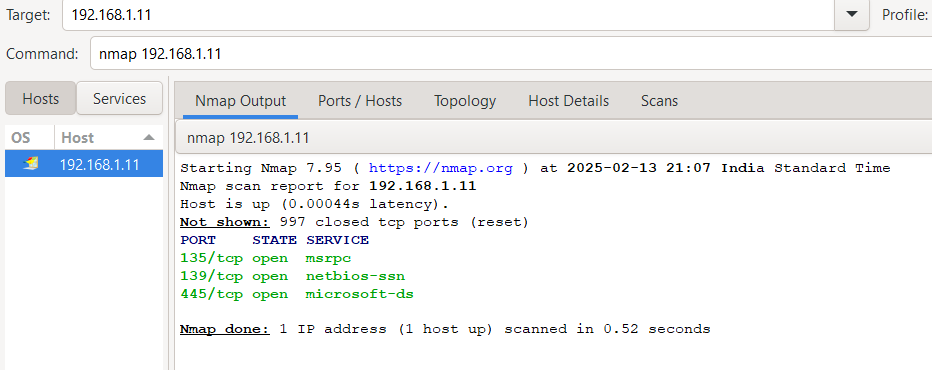 Target: 192.168.1.11 Profile:
Command: nmap 192.168.1.11
Hosts Services
Nmap Output Ports / Hosts Topology Host Details Scans
OS Host
192.168.1.11
nmap 192.168.1.11
Starting Nmap 7.95 ( https://nmap.org ) at 2025-02-13 21:07 India Standard Time
Nmap scan report for 192.168.1.11
Host is up (0.00044s latency).
Not shown: 997 closed tcp ports (reset)
PORT    STATE SERVICE
135/tcp open  msrpc
139/tcp open  netbios-ssn
445/tcp open  microsoft-ds
Nmap done: 1 IP address (1 host up) scanned in 0.52 seconds